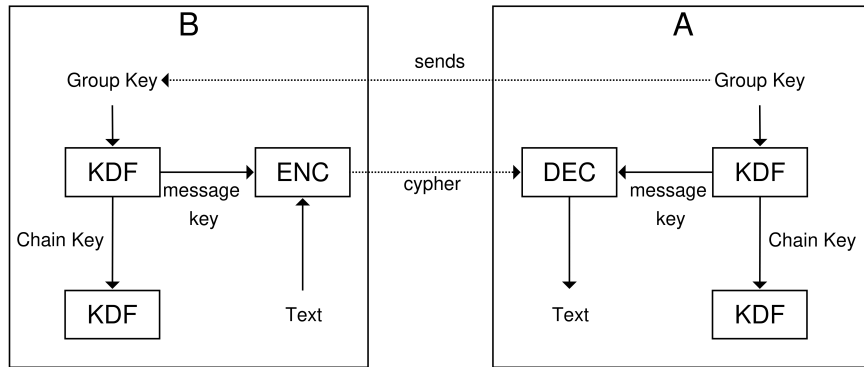 B
A
sends
Group Key
Group Key
KDF
ENC
DEC
KDF
message
key
cypher
message
key
Chain Key
Chain Key
KDF
Text
Text
KDF